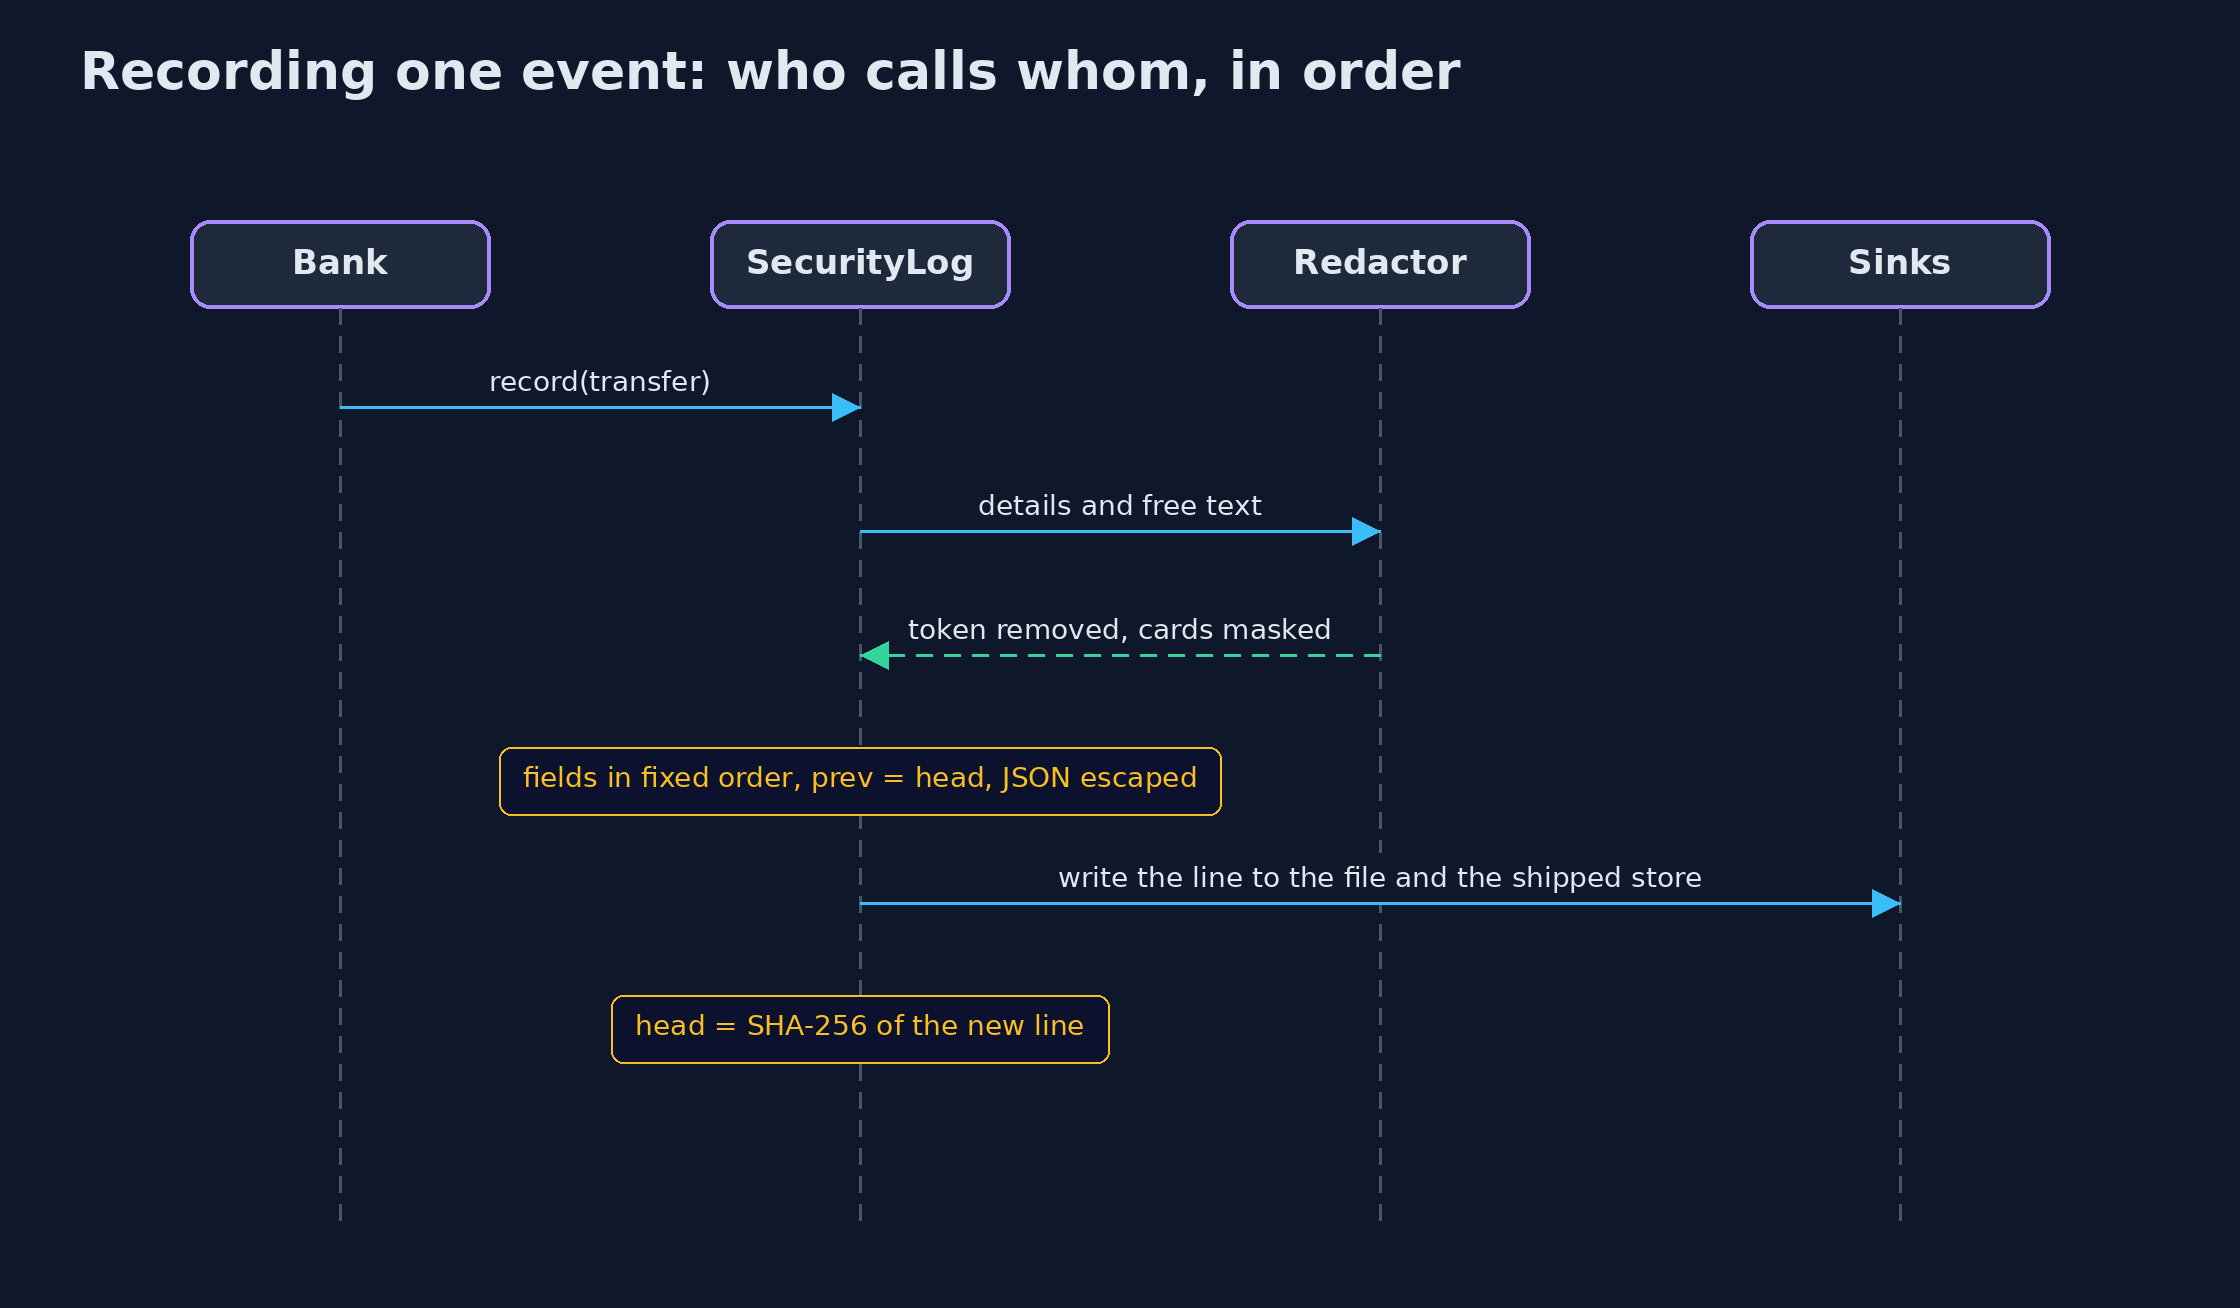 Recording one event: who calls whom, in order
Bank
SecurityLog
Redactor
Sinks
record(transfer)
details and free text
token removed, cards masked
fields in fixed order, prev = head, JSON escaped
write the line to the file and the shipped store
head = SHA-256 of the new line